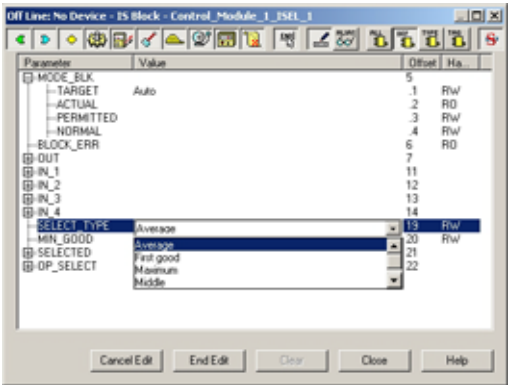 Off Line: No Device - IS Block - Control_Module_1_ISEL_1
Parameter Value Offset Ha...
MODE_BLK 5
TARGET Auto .1 RW
ACTUAL .2 RO
PERMITTED .3 RW
NORMAL .4 RW
BLOCK_ERR 6 RO
OUT 7
IN_1 11
IN_2 12
IN_3 13
IN_4 14
SELECT_TYPE Average 19 RW
MIN_GOOD Average 20 RW
SELECTED First good 21
OP_SELECT Maximum 22
Middle
Cancel Edit End Edit Clear Close Help